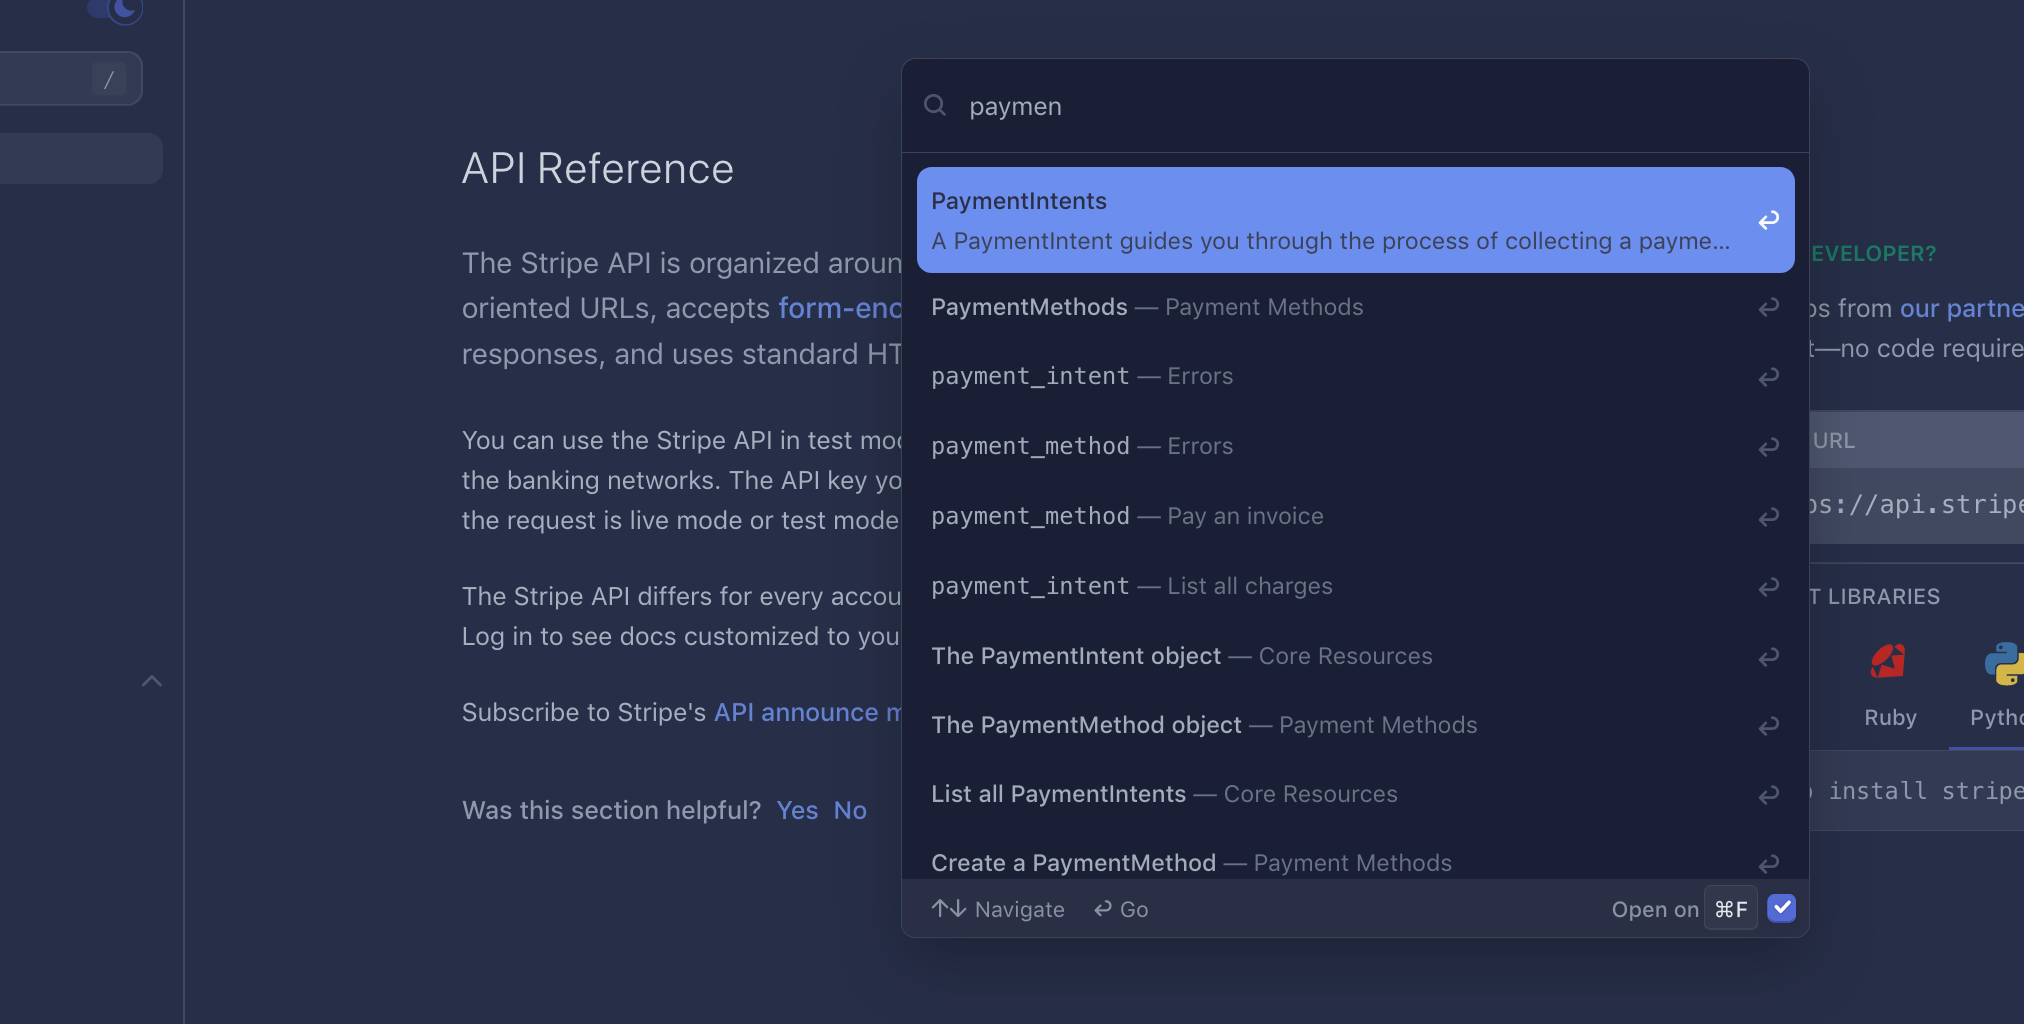 /
API Reference
The Stripe API is organized aroun
oriented URLs, accepts form-enc
responses, and uses standard HT
You can use the Stripe API in test mo
the banking networks. The API key yo
the request is live mode or test mode
The Stripe API differs for every accou
Log in to see docs customized to you
Subscribe to Stripe's API announce m
Was this section helpful? Yes No
paymen
PaymentIntents
A PaymentIntent guides you through the process of collecting a payme...
PaymentMethods — Payment Methods
payment_intent — Errors
payment_method — Errors
payment_method — Pay an invoice
payment_intent — List all charges
The PaymentIntent object — Core Resources
The PaymentMethod object — Payment Methods
List all PaymentIntents — Core Resources
Create a PaymentMethod — Payment Methods
↑↓ Navigate ↵ Go Open on ⌘F
EVELOPER?
os from our partne
t—no code require
URL
ps://api.stripe
T LIBRARIES
Ruby Pytho
install stripe